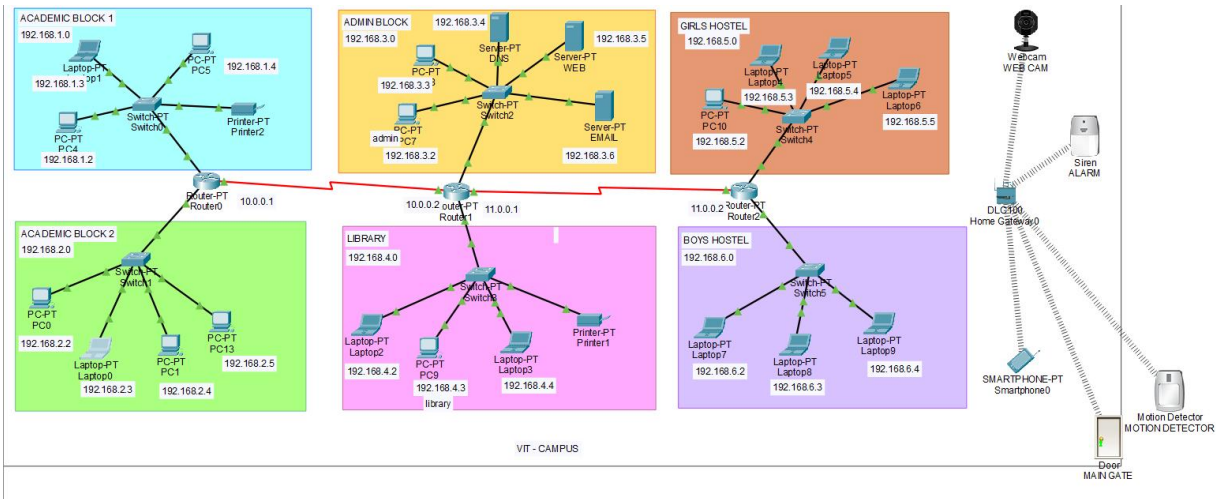 ACADEMIC BLOCK 1
192.168.1.0
Laptop-PT
192.168.1.3
PC-PT
PC5
192.168.1.4
Switch-PT
Switch0
Printer-PT
Printer2
PC-PT
PC4
192.168.1.2
ADMIN BLOCK
192.168.3.4
192.168.3.0
Server-PT
DNS
192.168.3.5
Server-PT
WEB
PC-PT
192.168.3.3
Switch-PT
Switch2
admin
PC-PT
PC7
192.168.3.2
Server-PT
EMAIL
192.168.3.6
GIRLS HOSTEL
192.168.5.0
Laptop-PT
Laptop4
192.168.5.3
Laptop-PT
Laptop5
192.168.5.4
Laptop-PT
Laptop6
192.168.5.5
PC-PT
PC10
192.168.5.2
Switch-PT
Switch4
Router-PT
Router0
10.0.0.1
10.0.0.2
Router1
11.0.0.1
11.0.0.2
Router2
ACADEMIC BLOCK 2
192.168.2.0
Switch-PT
Switch1
PC-PT
PC0
192.168.2.2
Laptop-PT
Laptop0
192.168.2.3
PC-PT
PC1
192.168.2.4
PC-PT
PC13
192.168.2.5
LIBRARY
192.168.4.0
Switch-PT
Switch3
Laptop-PT
Laptop2
192.168.4.2
PC-PT
PC9
192.168.4.3
library
Laptop-PT
Laptop3
192.168.4.4
Printer-PT
Printer1
BOYS HOSTEL
192.168.6.0
Switch-PT
Switch5
Laptop-PT
Laptop7
192.168.6.2
Laptop-PT
Laptop8
192.168.6.3
Laptop-PT
Laptop9
192.168.6.4
VIT - CAMPUS
Webcam
WEB CAM
Siren
ALARM
DLC100
Home Gateway0
SMARTPHONE-PT
Smartphone0
Motion Detector
MOTION DETECTOR
Door
MAIN GATE